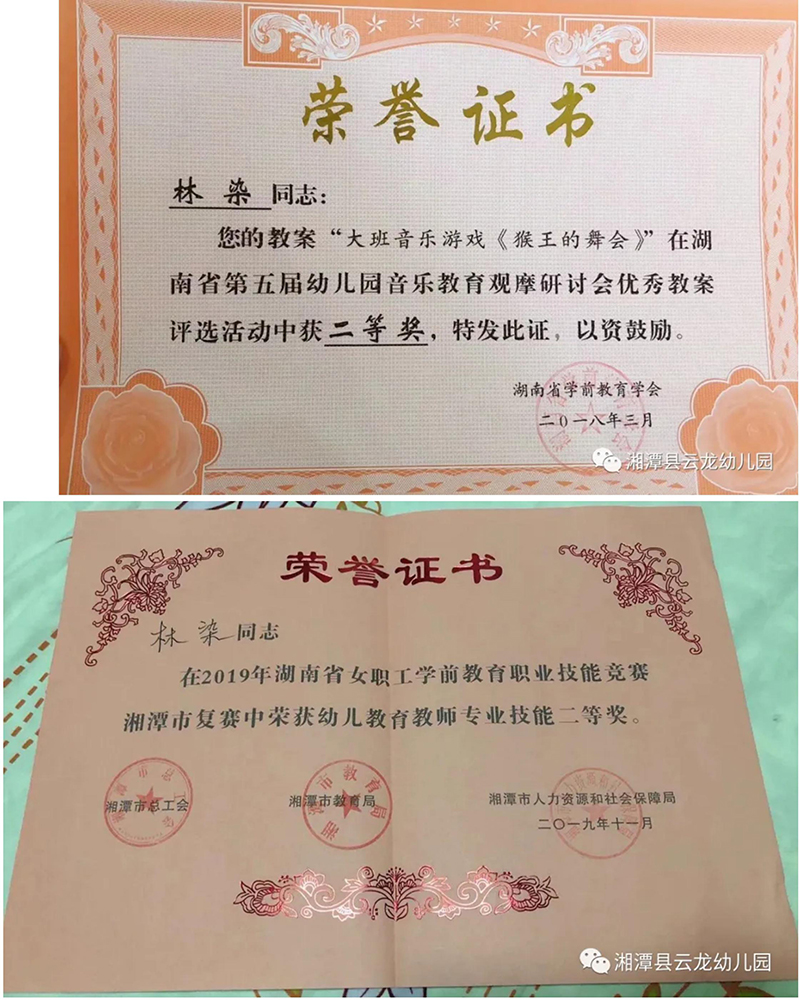 荣誉证书
林染同志：
您的教案“大班音乐游戏《猴王的舞会》”在湖
南省第五届幼儿园音乐教育观摩研讨会优秀教案
评选活动中获二等奖，特发此证，以资鼓励。
湖南省学前教育学会
二〇一八年三月
湘潭县云龙幼儿园
荣誉证书
林染同志
在2019年湖南省女职工学前教育职业技能竞赛
湘潭市复赛中荣获幼儿教育教师专业技能二等奖。
湘潭市总工会 湘潭市教育局 湘潭市人力资源和社会保障局
二〇一九年十一月
湘潭县云龙幼儿园